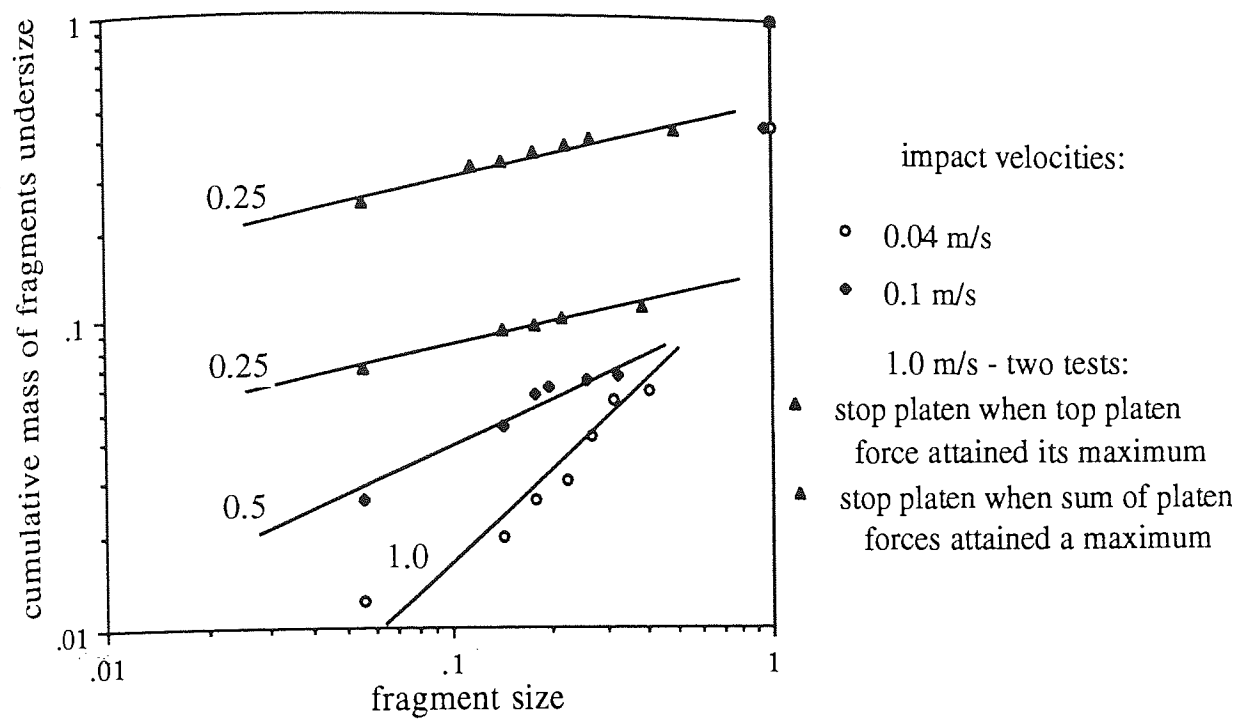 cumulative mass of fragments undersize
1
.1
.01
0.25
0.25
0.5
1.0
.01
.1
1
fragment size
impact velocities:
0.04 m/s
0.1 m/s
1.0 m/s - two tests:
stop platen when top platen
force attained its maximum
stop platen when sum of platen
forces attained a maximum